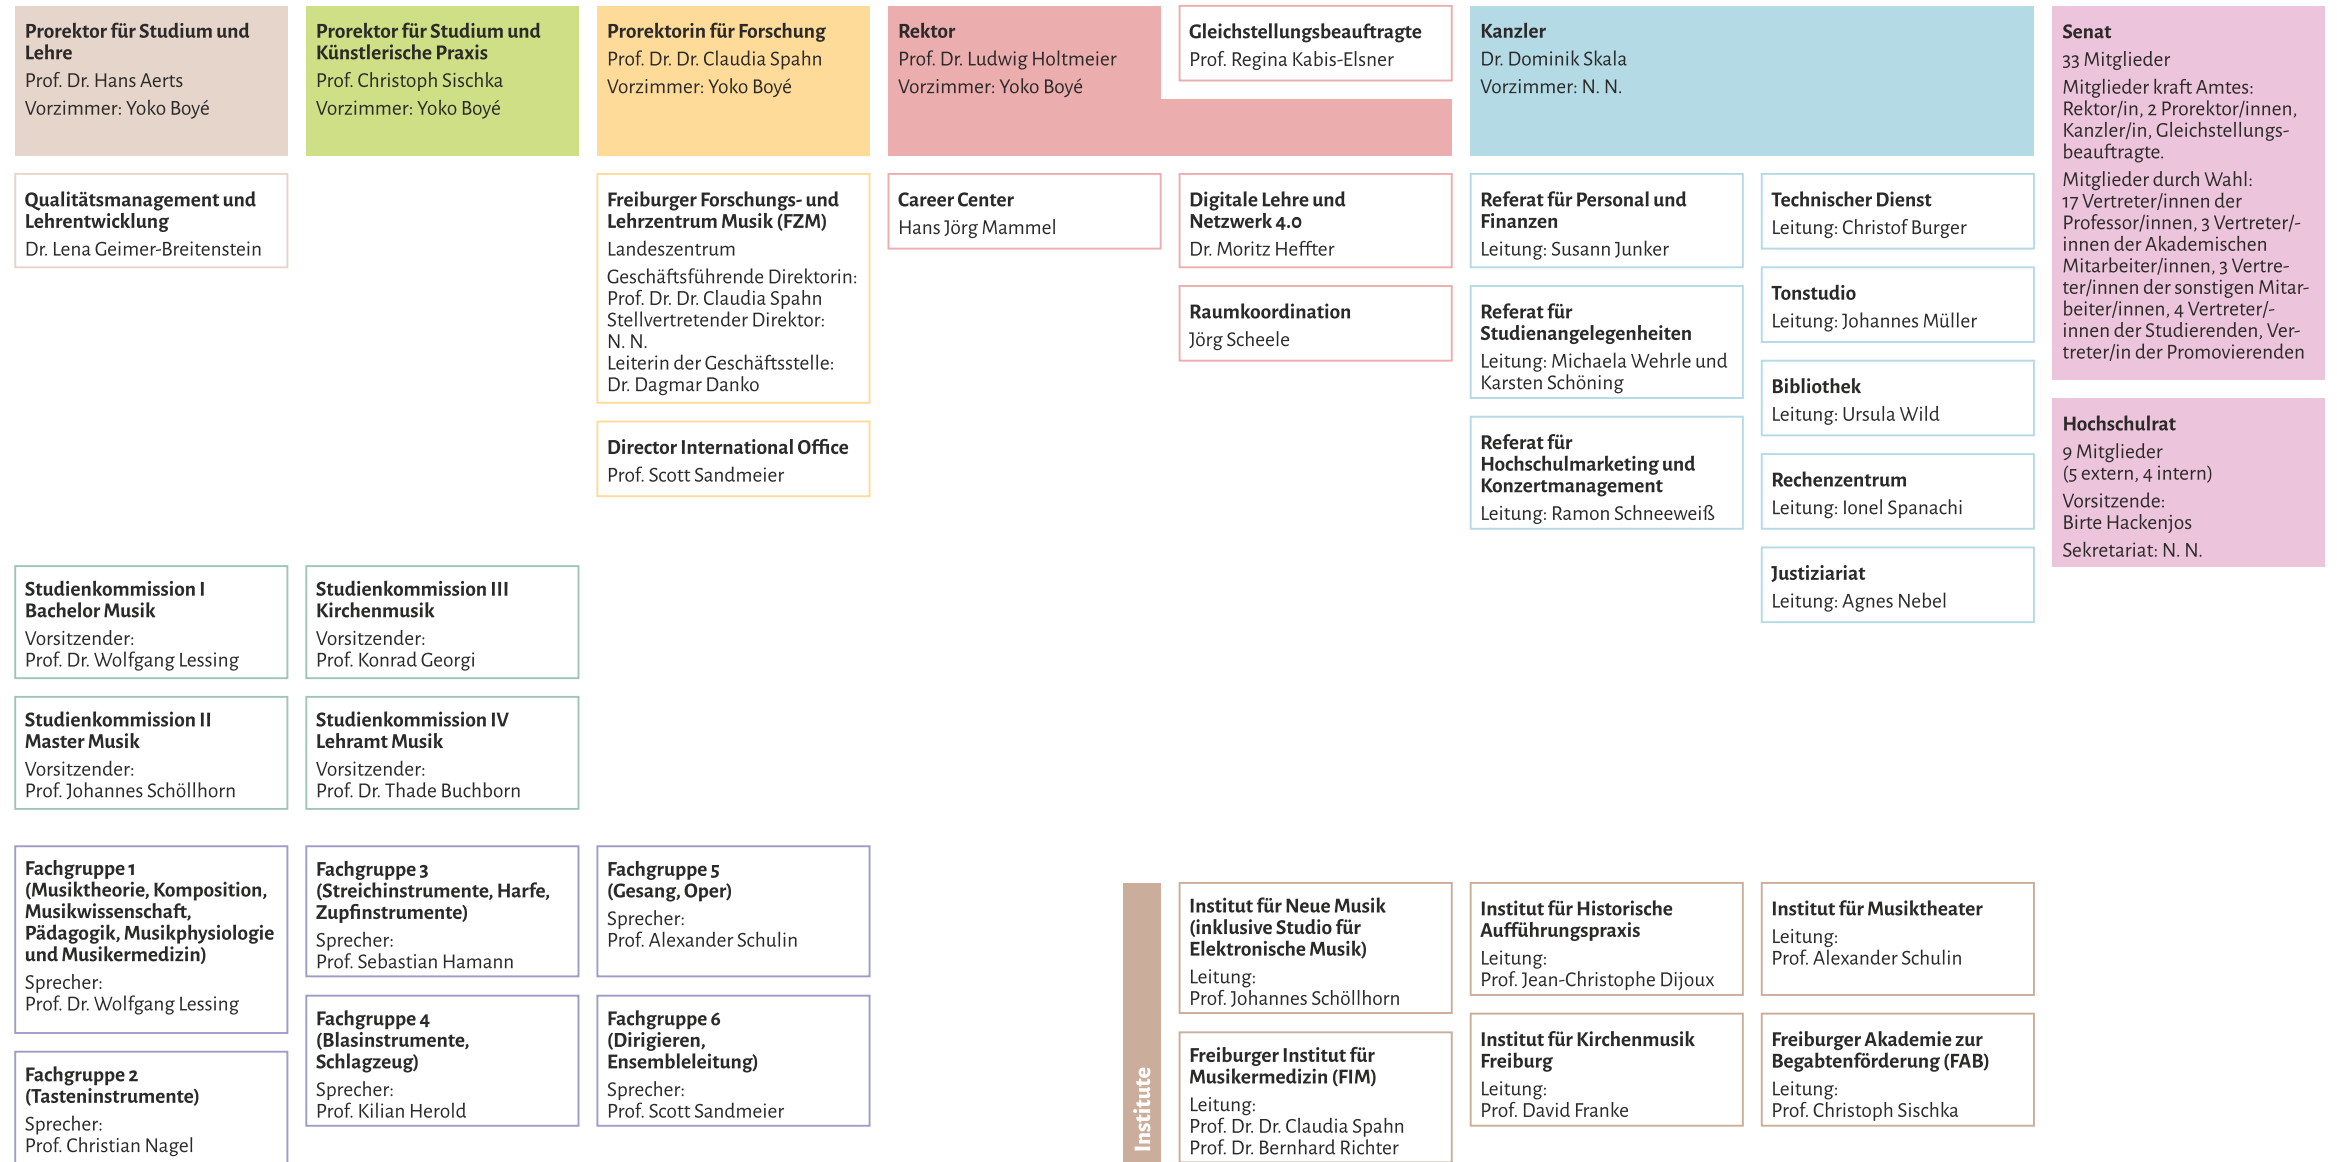 Prorektor für Studium und
Lehre
Prof. Dr. Hans Aerts
Vorzimmer: Yoko Boyé
Prorektor für Studium und
Künstlerische Praxis
Prof. Christoph Sischka
Vorzimmer: Yoko Boyé
Prorektorin für Forschung
Prof. Dr. Dr. Claudia Spahn
Vorzimmer: Yoko Boyé
Rektor
Prof. Dr. Ludwig Holtmeier
Vorzimmer: Yoko Boyé
Gleichstellungsbeauftragte
Prof. Regina Kabis-Elsner
Kanzler
Dr. Dominik Skala
Vorzimmer: N. N.
Senat
33 Mitglieder
Mitglieder kraft Amtes:
Rektor/in, 2 Prorektor/innen,
Kanzler/in, Gleichstellungs-
beauftragte.
Mitglieder durch Wahl:
17 Vertreter/innen der
Professor/innen, 3 Vertreter/-
innen der Akademischen
Mitarbeiter/innen, 3 Vertre-
ter/innen der sonstigen Mitar-
beiter/innen, 4 Vertreter/-
innen der Studierenden, Ver-
treter/in der Promovierenden
Qualitätsmanagement und
Lehrentwicklung
Dr. Lena Geimer-Breitenstein
Freiburger Forschungs- und
Lehrzentrum Musik (FZM)
Landeszentrum
Geschäftsführende Direktorin:
Prof. Dr. Dr. Claudia Spahn
Stellvertretender Direktor:
N. N.
Leiterin der Geschäftsstelle:
Dr. Dagmar Danko
Director International Office
Prof. Scott Sandmeier
Career Center
Hans Jörg Mammel
Digitale Lehre und
Netzwerk 4.0
Dr. Moritz Heffter
Raumkoordination
Jörg Scheele
Referat für Personal und
Finanzen
Leitung: Susann Junker
Referat für
Studienangelegenheiten
Leitung: Michaela Wehrle und
Karsten Schöning
Referat für
Hochschulmarketing und
Konzertmanagement
Leitung: Ramon Schneeweiß
Technischer Dienst
Leitung: Christof Burger
Tonstudio
Leitung: Johannes Müller
Bibliothek
Leitung: Ursula Wild
Rechenzentrum
Leitung: Ionel Spanachi
Justiziariat
Leitung: Agnes Nebel
Hochschulrat
9 Mitglieder
(5 extern, 4 intern)
Vorsitzende:
Birte Hackenjos
Sekretariat: N. N.
Studienkommission I
Bachelor Musik
Vorsitzender:
Prof. Dr. Wolfgang Lessing
Studienkommission III
Kirchenmusik
Vorsitzender:
Prof. Konrad Georgi
Studienkommission II
Master Musik
Vorsitzender:
Prof. Johannes Schöllhorn
Studienkommission IV
Lehramt Musik
Vorsitzender:
Prof. Dr. Thade Buchborn
Fachgruppe 1
(Musiktheorie, Komposition,
Musikwissenschaft,
Pädagogik, Musikphysiologie
und Musikermedizin)
Sprecher:
Prof. Dr. Wolfgang Lessing
Fachgruppe 2
(Tasteninstrumente)
Sprecher:
Prof. Christian Nagel
Fachgruppe 3
(Streichinstrumente, Harfe,
Zupfinstrumente)
Sprecher:
Prof. Sebastian Hamann
Fachgruppe 4
(Blasinstrumente,
Schlagzeug)
Sprecher:
Prof. Kilian Herold
Fachgruppe 5
(Gesang, Oper)
Sprecher:
Prof. Alexander Schulin
Fachgruppe 6
(Dirigieren,
Ensembleleitung)
Sprecher:
Prof. Scott Sandmeier
Institute
Institut für Neue Musik
(inklusive Studio für
Elektronische Musik)
Leitung:
Prof. Johannes Schöllhorn
Freiburger Institut für
Musikermedizin (FIM)
Leitung:
Prof. Dr. Dr. Claudia Spahn
Prof. Dr. Bernhard Richter
Institut für Historische
Aufführungspraxis
Leitung:
Prof. Jean-Christophe Dijoux
Institut für Kirchenmusik
Freiburg
Leitung:
Prof. David Franke
Institut für Musiktheater
Leitung:
Prof. Alexander Schulin
Freiburger Akademie zur
Begabtenförderung (FAB)
Leitung:
Prof. Christoph Sischka